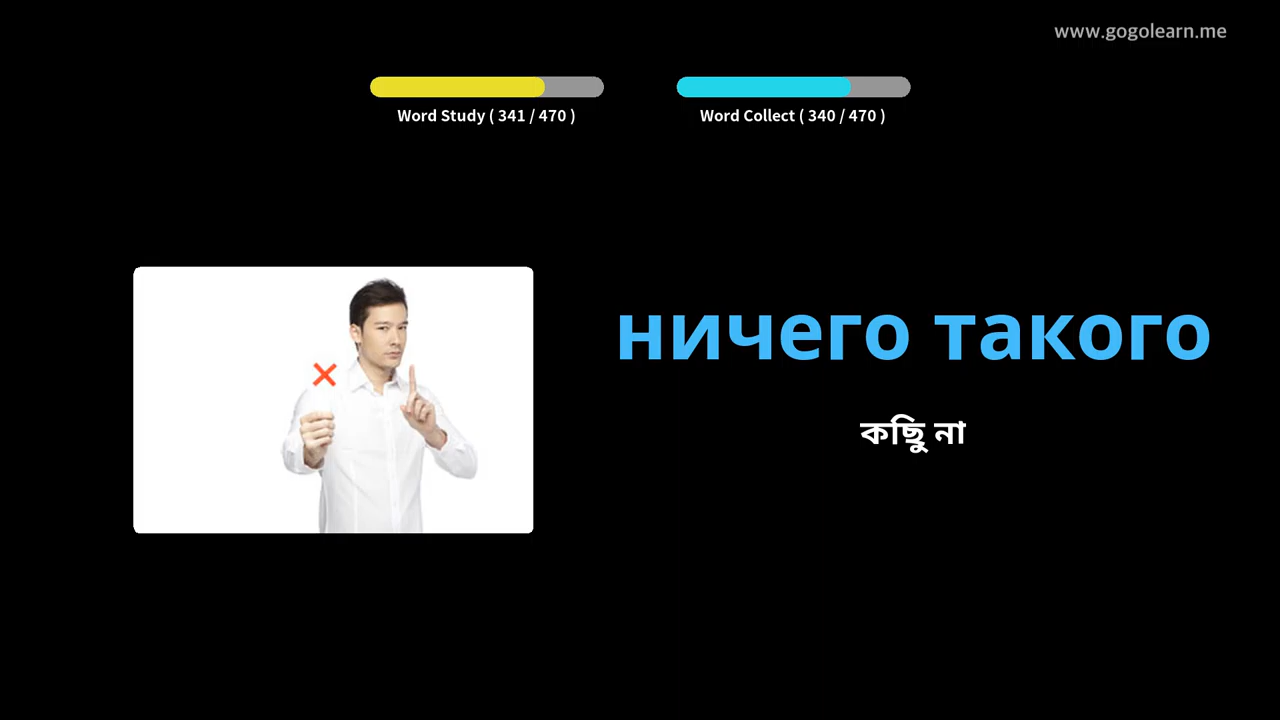 www.gogolearn.me
Word Study ( 341 / 470 )
Word Collect ( 340 / 470 )
ничего такого
কিছু না